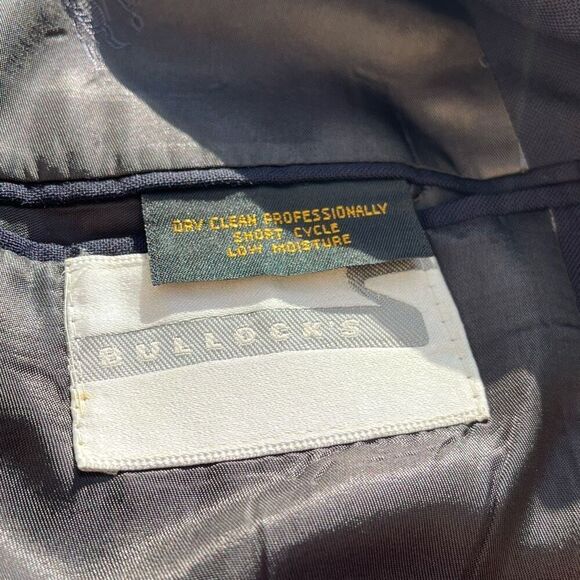 DRY CLEAN PROFESSIONALLY
SHORT CYCLE
LOW MOISTURE
BULLOCK'S